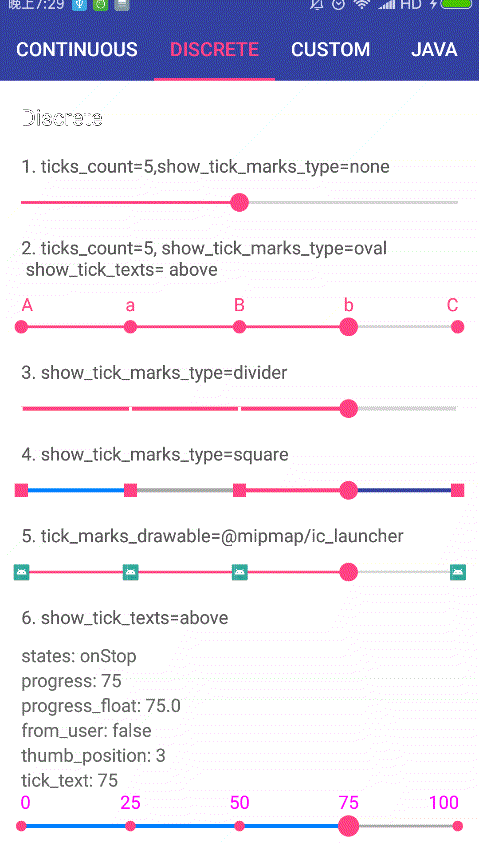 晚上7:29 HD
CONTINUOUS DISCRETE CUSTOM JAVA
Discrete
1. ticks_count=5,show_tick_marks_type=none
2. ticks_count=5, show_tick_marks_type=oval
show_tick_texts= above
A a B b C
3. show_tick_marks_type=divider
4. show_tick_marks_type=square
5. tick_marks_drawable=@mipmap/ic_launcher
6. show_tick_texts=above
states: onStop
progress: 75
progress_float: 75.0
from_user: false
thumb_position: 3
tick_text: 75
0 25 50 75 100